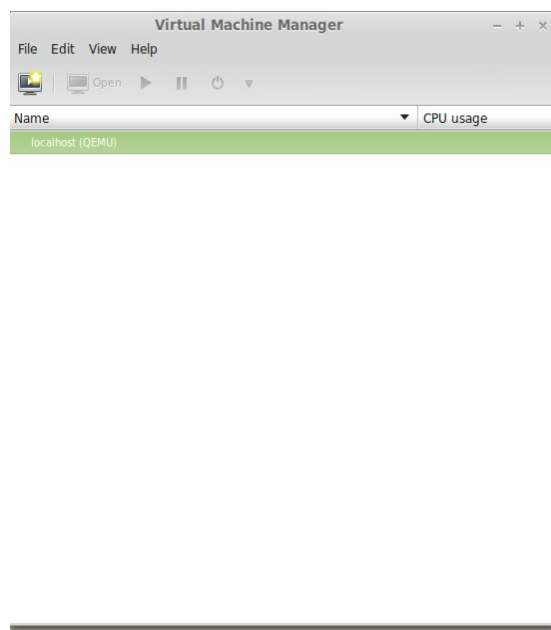 Virtual Machine Manager
File Edit View Help
Open
Name CPU usage
localhost (QEMU)